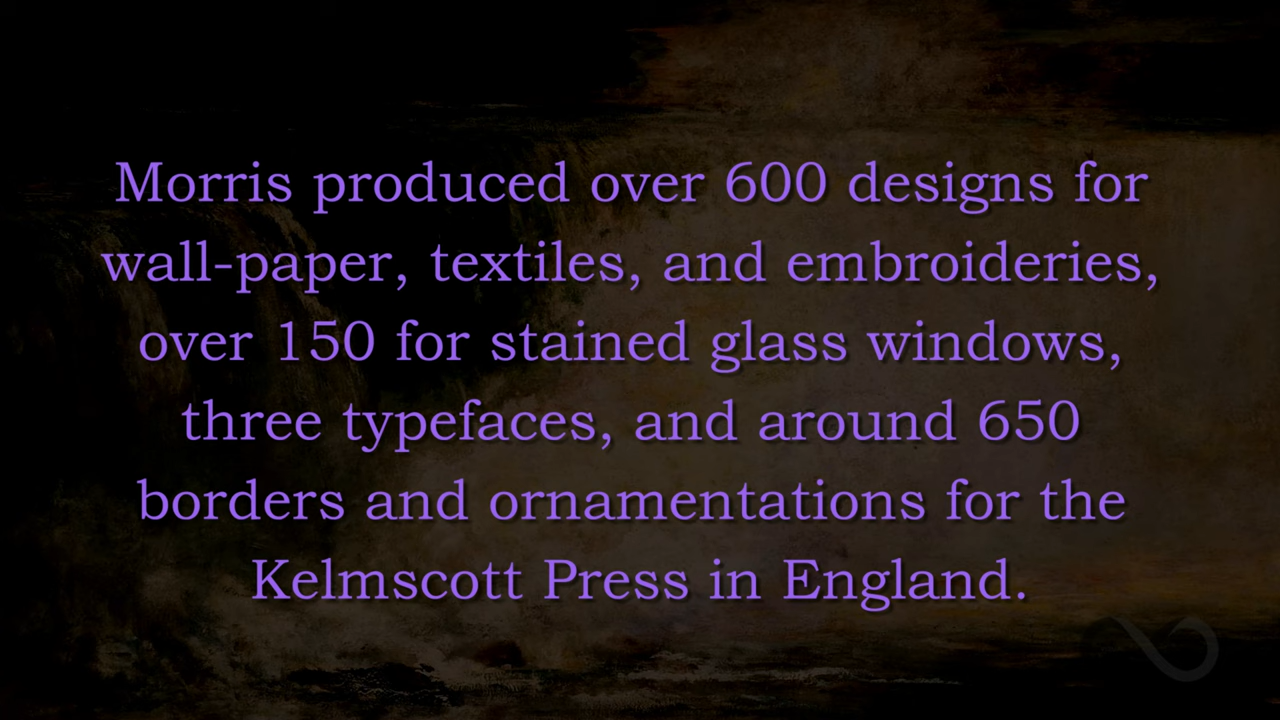 Morris produced over 600 designs for
wall-paper, textiles, and embroideries,
over 150 for stained glass windows,
three typefaces, and around 650
borders and ornamentations for the
Kelmscott Press in England.